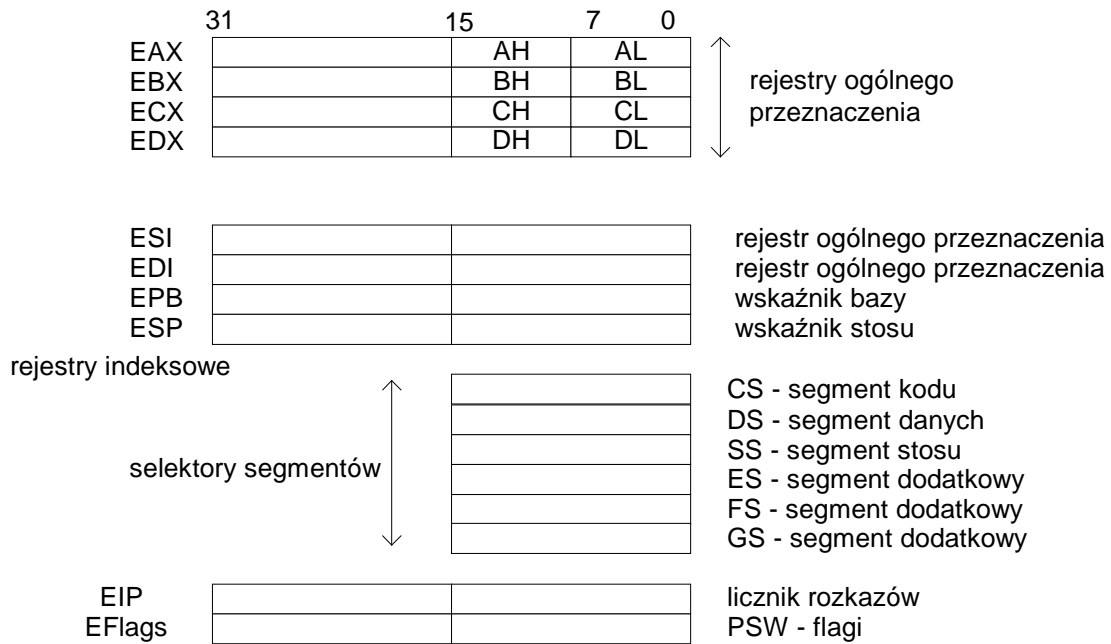 31 15 7 0
EAX AH AL
EBX BH BL
ECX CH CL
EDX DH DL
rejestry ogólnego
przeznaczenia
ESI rejestr ogólnego przeznaczenia
EDI rejestr ogólnego przeznaczenia
EPB wskaźnik bazy
ESP wskaźnik stosu
rejestry indeksowe
selektory segmentów
CS - segment kodu
DS - segment danych
SS - segment stosu
ES - segment dodatkowy
FS - segment dodatkowy
GS - segment dodatkowy
EIP licznik rozkazów
EFlags PSW - flagi